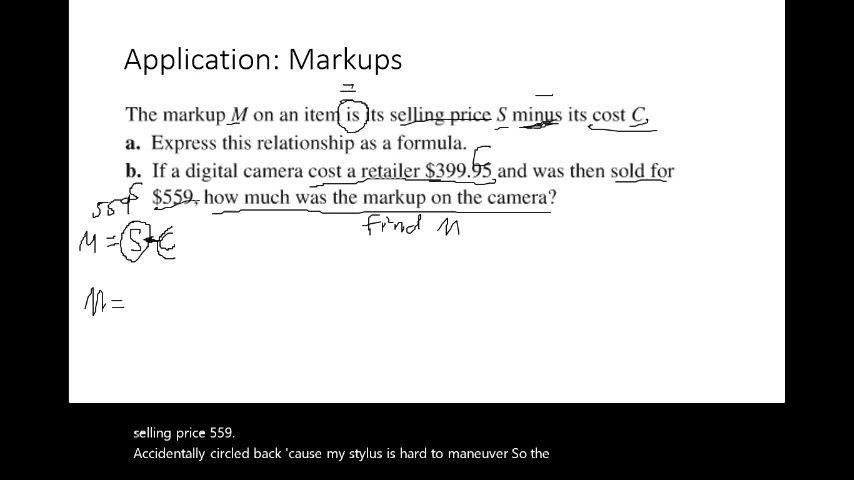 Application: Markups
=
—
The markup M on an item is its selling price S minus its cost C.
a. Express this relationship as a formula.
C
b. If a digital camera cost a retailer $399.95 and was then sold for
S
$559, how much was the markup on the camera?
559
find M
M = S - C
M =
selling price 559.
Accidentally circled back 'cause my stylus is hard to maneuver So the